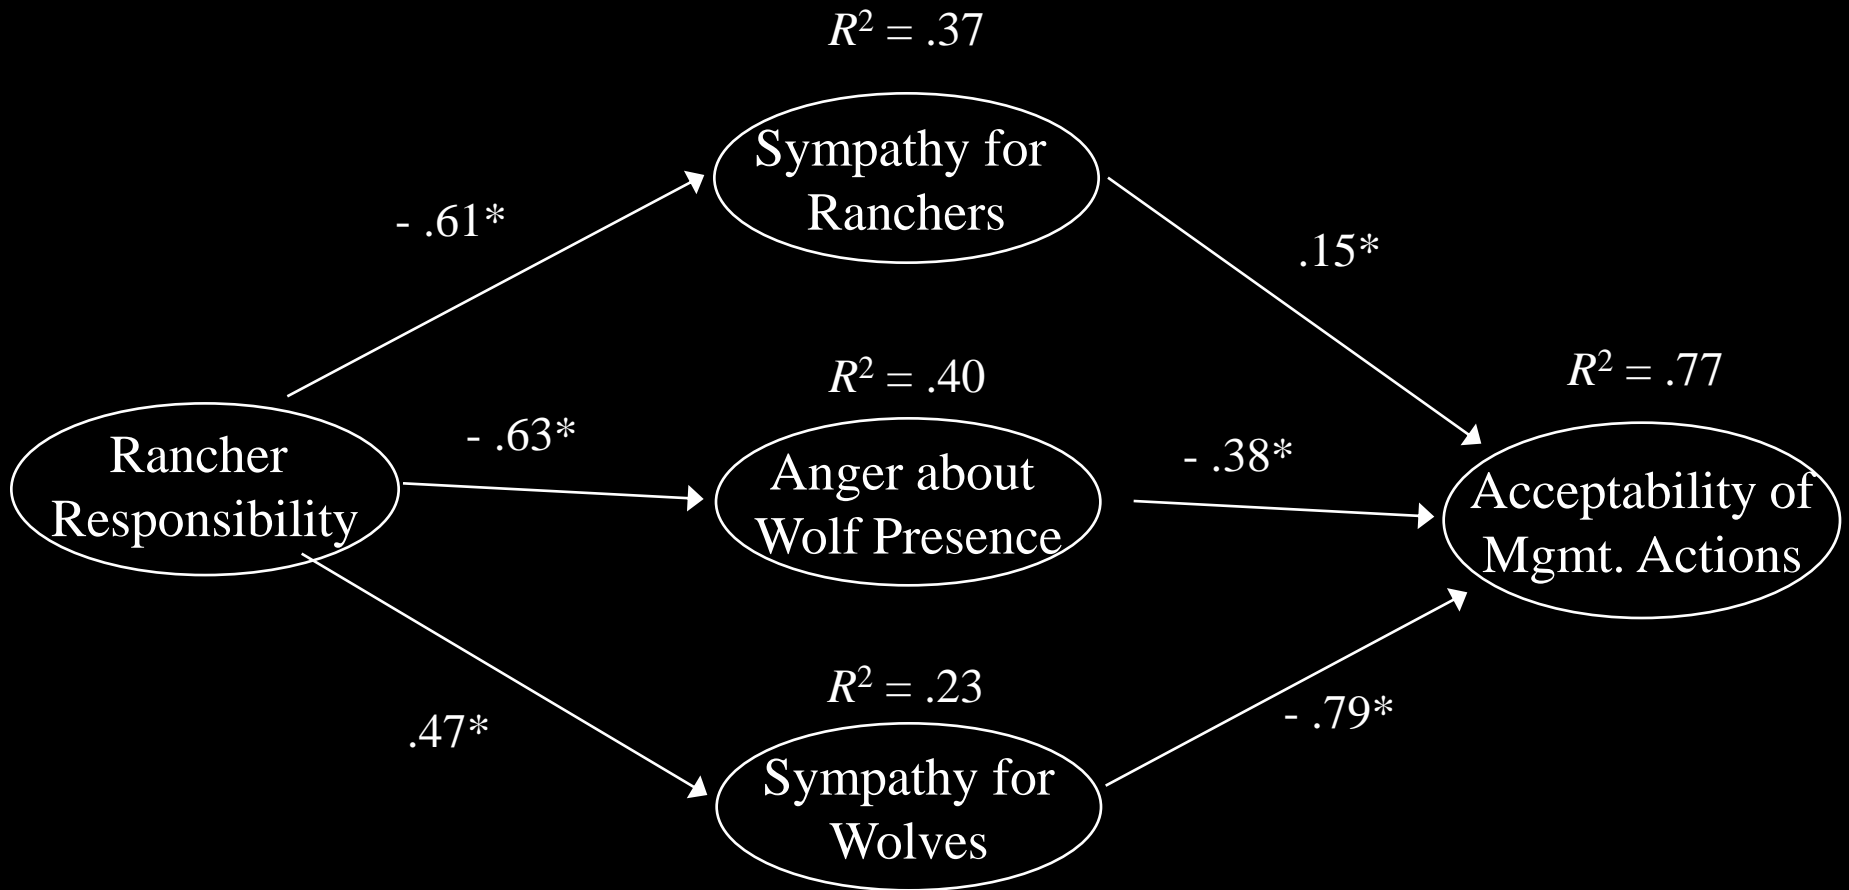 R² = .37
Sympathy for
Ranchers
- .61*
.15*
R² = .40
R² = .77
Rancher
Responsibility
- .63*
Anger about
Wolf Presence
- .38*
Acceptability of
Mgmt. Actions
R² = .23
.47*
- .79*
Sympathy for
Wolves